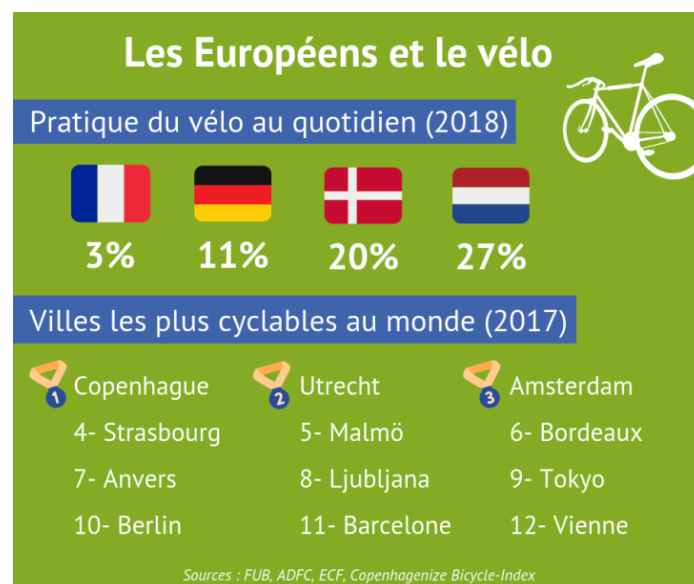 Les Européens et le vélo
Pratique du vélo au quotidien (2018)
3% 11% 20% 27%
Villes les plus cyclables au monde (2017)
1 Copenhague 2 Utrecht 3 Amsterdam
4- Strasbourg 5- Malmö 6- Bordeaux
7- Anvers 8- Ljubljana 9- Tokyo
10- Berlin 11- Barcelone 12- Vienne
Sources : FUB, ADFC, ECF, Copenhagenize Bicycle-Index